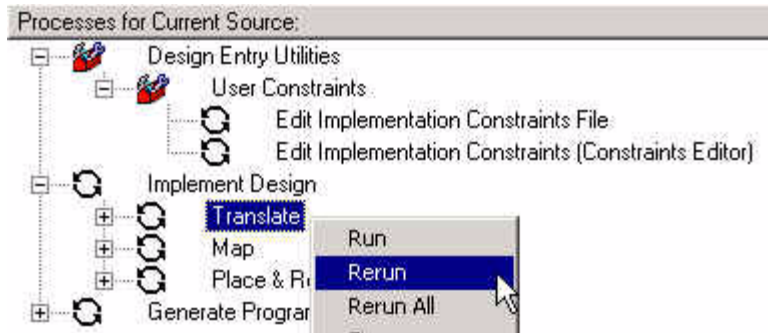 Processes for Current Source:
Design Entry Utilities
User Constraints
Edit Implementation Constraints File
Edit Implementation Constraints (Constraints Editor)
Implement Design
Translate
Run
Map
Rerun
Place &
Rerun All
Generate